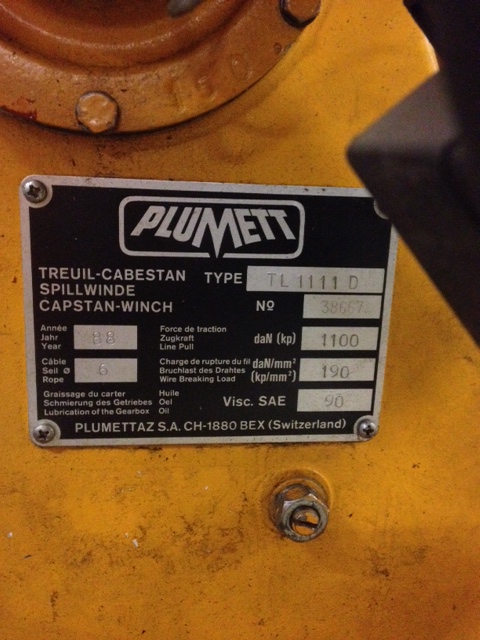 150
PLUMETT
TREUIL-CABESTAN TYPE TL 1111 D
SPILLWINDE
CAPSTAN-WINCH Nº 38667
Année
Jahr 88
Year
Force de traction
Zugkraft daN (kp) 1100
Line Pull
Câble
Seil Ø 6
Rope
Charge de rupture du fil daN/mm²
Bruchlast des Drahtes 190
Wire Breaking Load (kp/mm²)
Graissage du carter Huile
Schmierung des Getriebes Oel Visc. SAE 90
Lubrication of the Gearbox Oil
PLUMETTAZ S.A. CH-1880 BEX (Switzerland)